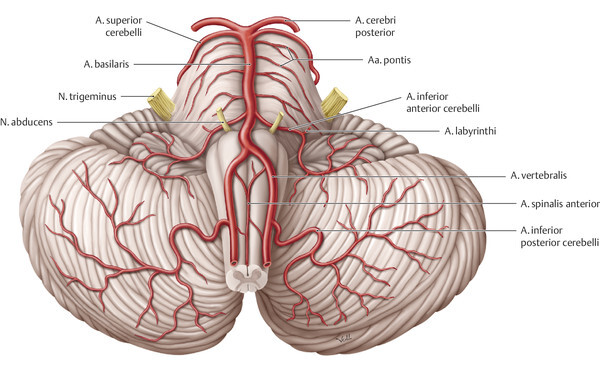 A. superior
cerebelli
A. basilaris
N. trigeminus
N. abducens
A. cerebri
posterior
Aa. pontis
A. inferior
anterior cerebelli
A. labyrinthi
A. vertebralis
A. spinalis anterior
A. inferior
posterior cerebelli